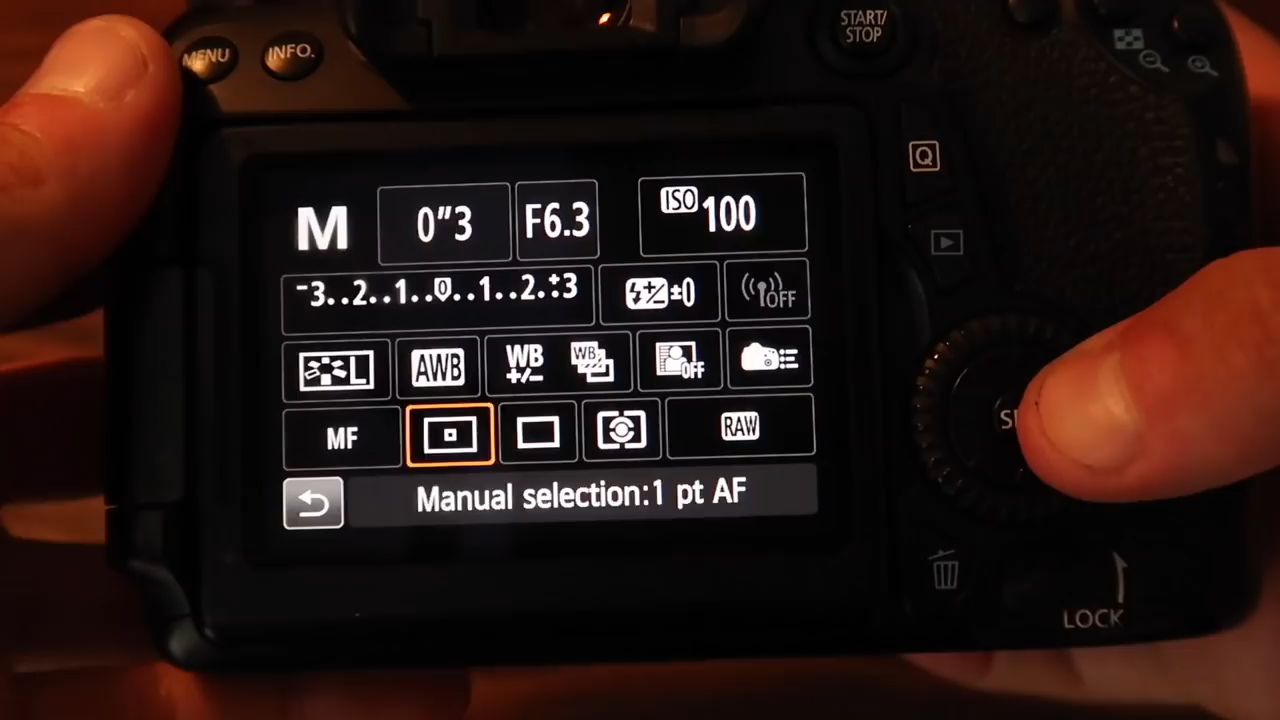 MENU INFO.
START/
STOP
Q
M 0"3 F6.3 ISO 100
-3..2..1..0..1..2.:+3 ±0 OFF
L AWB WB +/- WB OFF
MF RAW
Manual selection:1 pt AF
LOCK